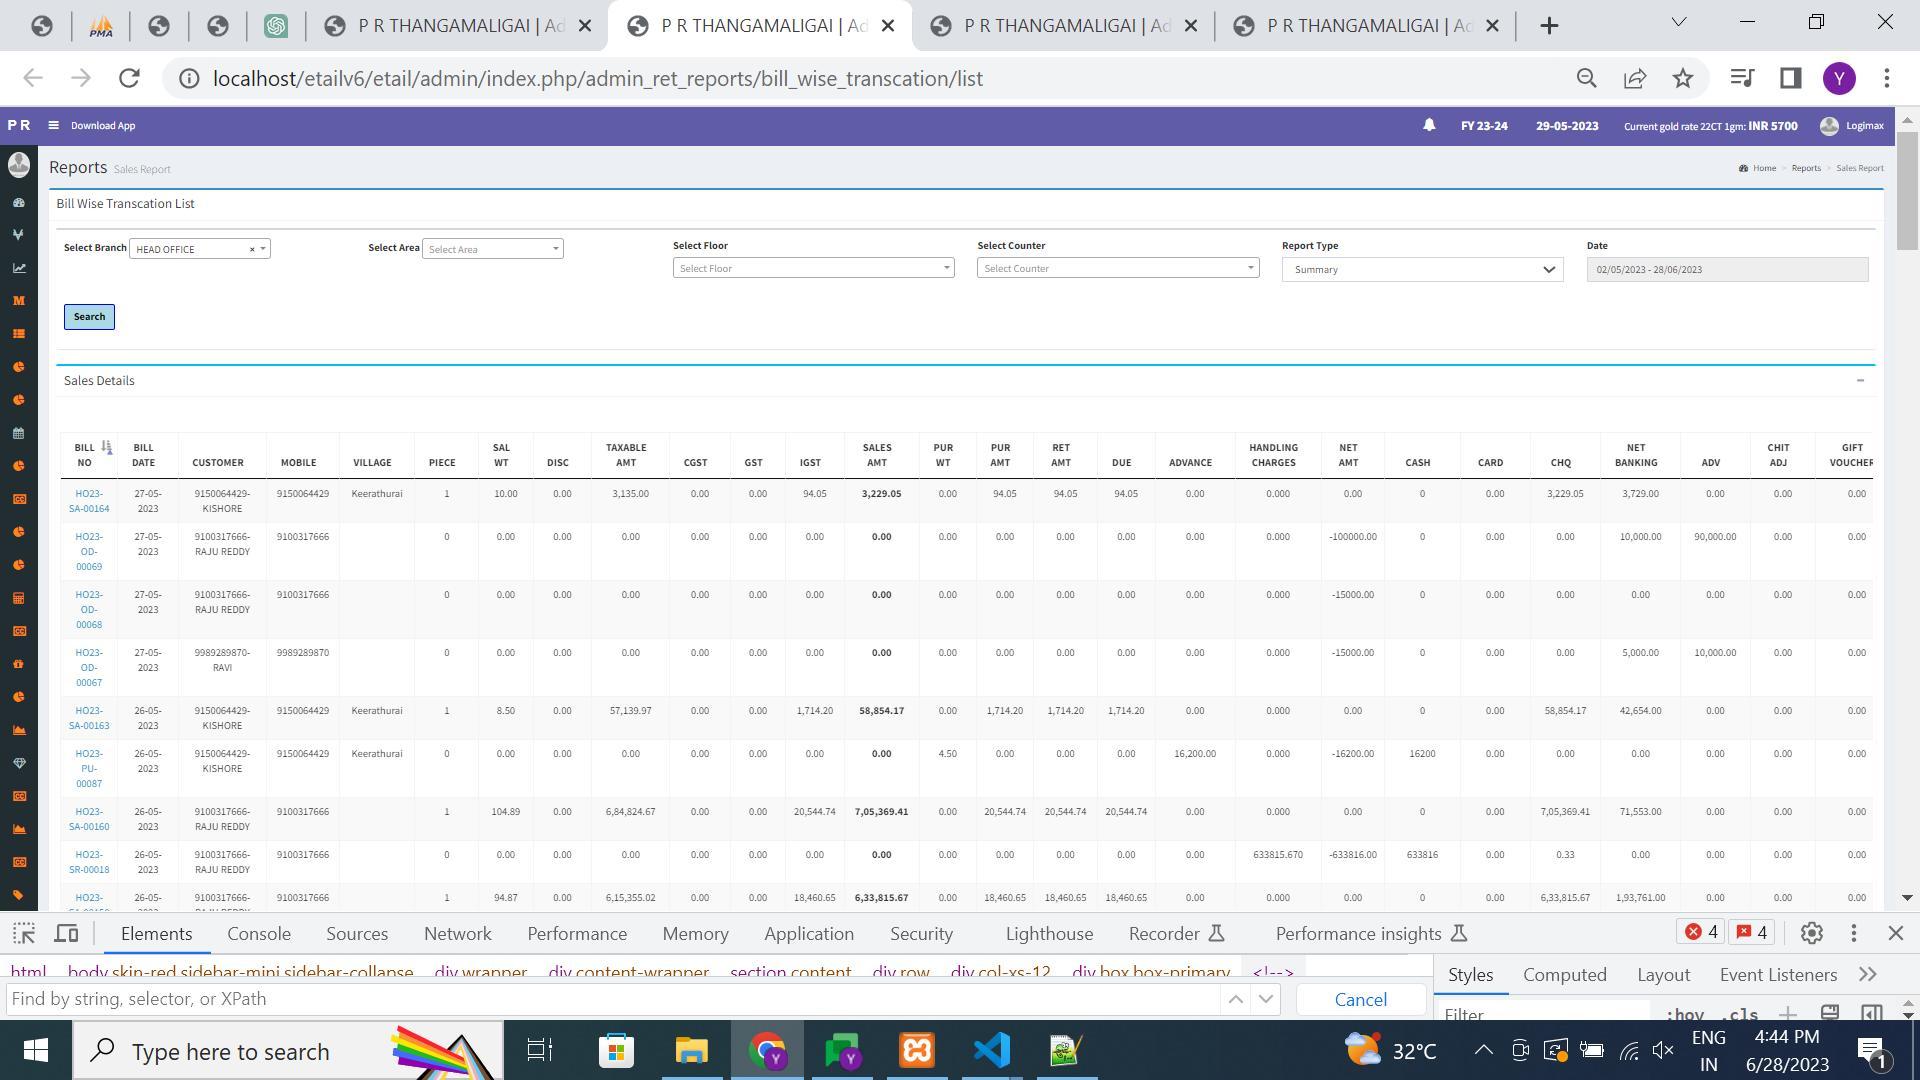 PMA
P R THANGAMALIGAI | Ad
P R THANGAMALIGAI | Ad
P R THANGAMALIGAI | Ad
P R THANGAMALIGAI | Ad
localhost/etailv6/etail/admin/index.php/admin_ret_reports/bill_wise_transcation/list
Y
P R Download App FY 23-24 29-05-2023 Current gold rate 22CT 1gm: INR 5700 Logimax
Reports Sales Report
Home > Reports > Sales Report
Bill Wise Transcation List
Select Branch HEAD OFFICE × Select Area Select Area Select Floor Select Counter Report Type Date
Select Floor Select Counter Summary 02/05/2023 - 28/06/2023
Search
Sales Details
BILL NO BILL DATE CUSTOMER MOBILE VILLAGE PIECE SAL WT DISC TAXABLE AMT CGST GST IGST SALES AMT PUR WT PUR AMT RET AMT DUE ADVANCE HANDLING CHARGES NET AMT CASH CARD CHQ NET BANKING ADV CHIT ADJ GIFT VOUCHER
HO23-SA-00164 27-05-2023 9150064429-KISHORE 9150064429 Keerathurai 1 10.00 0.00 3,135.00 0.00 0.00 94.05 3,229.05 0.00 94.05 94.05 94.05 0.00 0.000 0.00 0 0.00 3,229.05 3,729.00 0.00 0.00 0.00
HO23-OD-00069 27-05-2023 9100317666-RAJU REDDY 9100317666 0 0.00 0.00 0.00 0.00 0.00 0.00 0.00 0.00 0.00 0.00 0.00 0.00 0.000 -100000.00 0 0.00 0.00 10,000.00 90,000.00 0.00 0.00
HO23-OD-00068 27-05-2023 9100317666-RAJU REDDY 9100317666 0 0.00 0.00 0.00 0.00 0.00 0.00 0.00 0.00 0.00 0.00 0.00 0.00 0.000 -15000.00 0 0.00 0.00 0.00 0.00 0.00 0.00
HO23-OD-00067 27-05-2023 9989289870-RAVI 9989289870 0 0.00 0.00 0.00 0.00 0.00 0.00 0.00 0.00 0.00 0.00 0.00 0.00 0.000 -15000.00 0 0.00 0.00 5,000.00 10,000.00 0.00 0.00
HO23-SA-00163 26-05-2023 9150064429-KISHORE 9150064429 Keerathurai 1 8.50 0.00 57,139.97 0.00 0.00 1,714.20 58,854.17 0.00 1,714.20 1,714.20 1,714.20 0.00 0.000 0.00 0 0.00 58,854.17 42,654.00 0.00 0.00 0.00
HO23-PU-00087 26-05-2023 9150064429-KISHORE 9150064429 Keerathurai 0 0.00 0.00 0.00 0.00 0.00 0.00 0.00 4.50 0.00 0.00 0.00 16,200.00 0.000 -16200.00 16200 0.00 0.00 0.00 0.00 0.00 0.00
HO23-SA-00160 26-05-2023 9100317666-RAJU REDDY 9100317666 1 104.89 0.00 6,84,824.67 0.00 0.00 20,544.74 7,05,369.41 0.00 20,544.74 20,544.74 20,544.74 0.00 0.000 0.00 0 0.00 7,05,369.41 71,553.00 0.00 0.00 0.00
HO23-SR-00018 26-05-2023 9100317666-RAJU REDDY 9100317666 0 0.00 0.00 0.00 0.00 0.00 0.00 0.00 0.00 0.00 0.00 0.00 0.00 633815.670 -633816.00 633816 0.00 0.33 0.00 0.00 0.00 0.00
HO23- 26-05- 9100317666- 9100317666 1 94.87 0.00 6,15,355.02 0.00 0.00 18,460.65 6,33,815.67 0.00 18,460.65 18,460.65 18,460.65 0.00 0.000 0.00 0 0.00 6,33,815.67 1,93,761.00 0.00 0.00 0.00
Elements Console Sources Network Performance Memory Application Security Lighthouse Recorder Performance insights 4 4
html body.skin-red.sidebar-mini.sidebar-collapse div.wrapper div.content-wrapper section.content div.row div.col-xs-12 div.box.box-primary <!-->
Styles Computed Layout Event Listeners
Find by string, selector, or XPath Cancel
Filter :hov .cls
Type here to search
32°C
ENG
IN
4:44 PM
6/28/2023
1